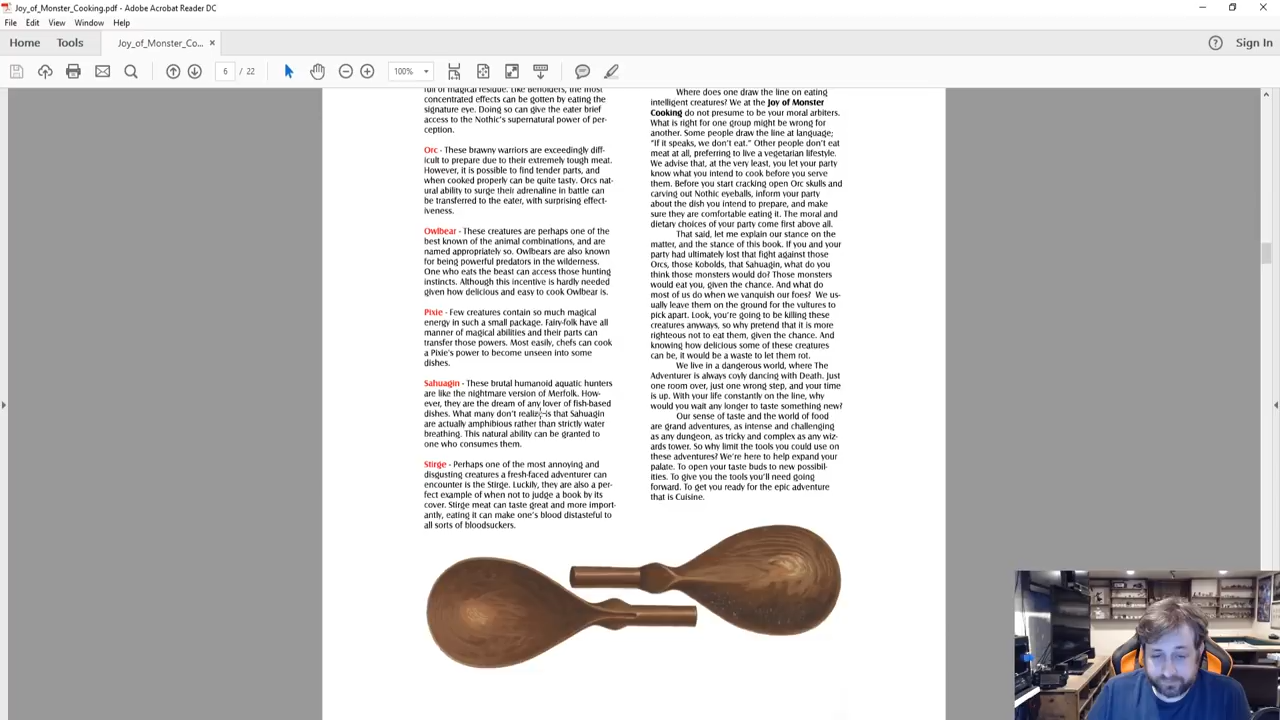 Joy_of_Monster_Cooking.pdf - Adobe Acrobat Reader DC
File Edit View Window Help
Home Tools Joy_of_Monster_Co... × Sign In
6 / 22 100%
full of magical residue. Like Beholders, the most
concentrated effects can be gotten by eating the
signature eye. Doing so can give the eater brief
access to the Nothic's supernatural power of per-
ception.
Orc - These brawny warriors are exceedingly diff-
icult to prepare due to their extremely tough meat.
However, it is possible to find tender parts, and
when cooked properly can be quite tasty. Orcs nat-
ural ability to surge their adrenaline in battle can
be transferred to the eater, with surprising effect-
iveness.
Owlbear - These creatures are perhaps one of the
best known of the animal combinations, and are
named appropriately so. Owlbears are also known
for being powerful predators in the wilderness.
One who eats the beast can access those hunting
instincts. Although this incentive is hardly needed
given how delicious and easy to cook Owlbear is.
Pixie - Few creatures contain so much magical
energy in such a small package. Fairy-folk have all
manner of magical abilities and their parts can
transfer those powers. Most easily, chefs can cook
a Pixie's power to become unseen into some
dishes.
Sahuagin - These brutal humanoid aquatic hunters
are like the nightmare version of Merfolk. How-
ever, they are the dream of any lover of fish-based
dishes. What many don't realize is that Sahuagin
are actually amphibious rather than strictly water
breathing. This natural ability can be granted to
one who consumes them.
Stirge - Perhaps one of the most annoying and
disgusting creatures a fresh-faced adventurer can
encounter is the Stirge. Luckily, they are also a per-
fect example of when not to judge a book by its
cover. Stirge meat can taste great and more import-
antly, eating it can make one's blood distasteful to
all sorts of bloodsuckers.
Where does one draw the line on eating
intelligent creatures? We at the Joy of Monster
Cooking do not presume to be your moral arbiters.
What is right for one group might be wrong for
another. Some people draw the line at language;
“If it speaks, we don't eat.” Other people don't eat
meat at all, preferring to live a vegetarian lifestyle.
We advise that, at the very least, you let your party
know what you intend to cook before you serve
them. Before you start cracking open Orc skulls and
carving out Nothic eyeballs, inform your party
about the dish you intend to prepare, and make
sure they are comfortable eating it. The moral and
dietary choices of your party come first above all.
That said, let me explain our stance on the
matter, and the stance of this book. If you and your
party had ultimately lost that fight against those
Orcs, those Kobolds, that Sahuagin, what do you
think those monsters would do? Those monsters
would eat you, given the chance. And what do
most of us do when we vanquish our foes? We us-
ually leave them on the ground for the vultures to
pick apart. Look, you're going to be killing these
creatures anyways, so why pretend that it is more
righteous not to eat them, given the chance. And
knowing how delicious some of these creatures
can be, it would be a waste to let them rot.
We live in a dangerous world, where The
Adventurer is always coyly dancing with Death. Just
one room over, just one wrong step, and your time
is up. With your life constantly on the line, why
would you wait any longer to taste something new?
Our sense of taste and the world of food
are grand adventures, as intense and challenging
as any dungeon, as tricky and complex as any wiz-
ards tower. So why limit the tools you could use on
these adventures? We're here to help expand your
palate. To open your taste buds to new possibil-
ities. To give you the tools you'll need going
forward. To get you ready for the epic adventure
that is Cuisine.